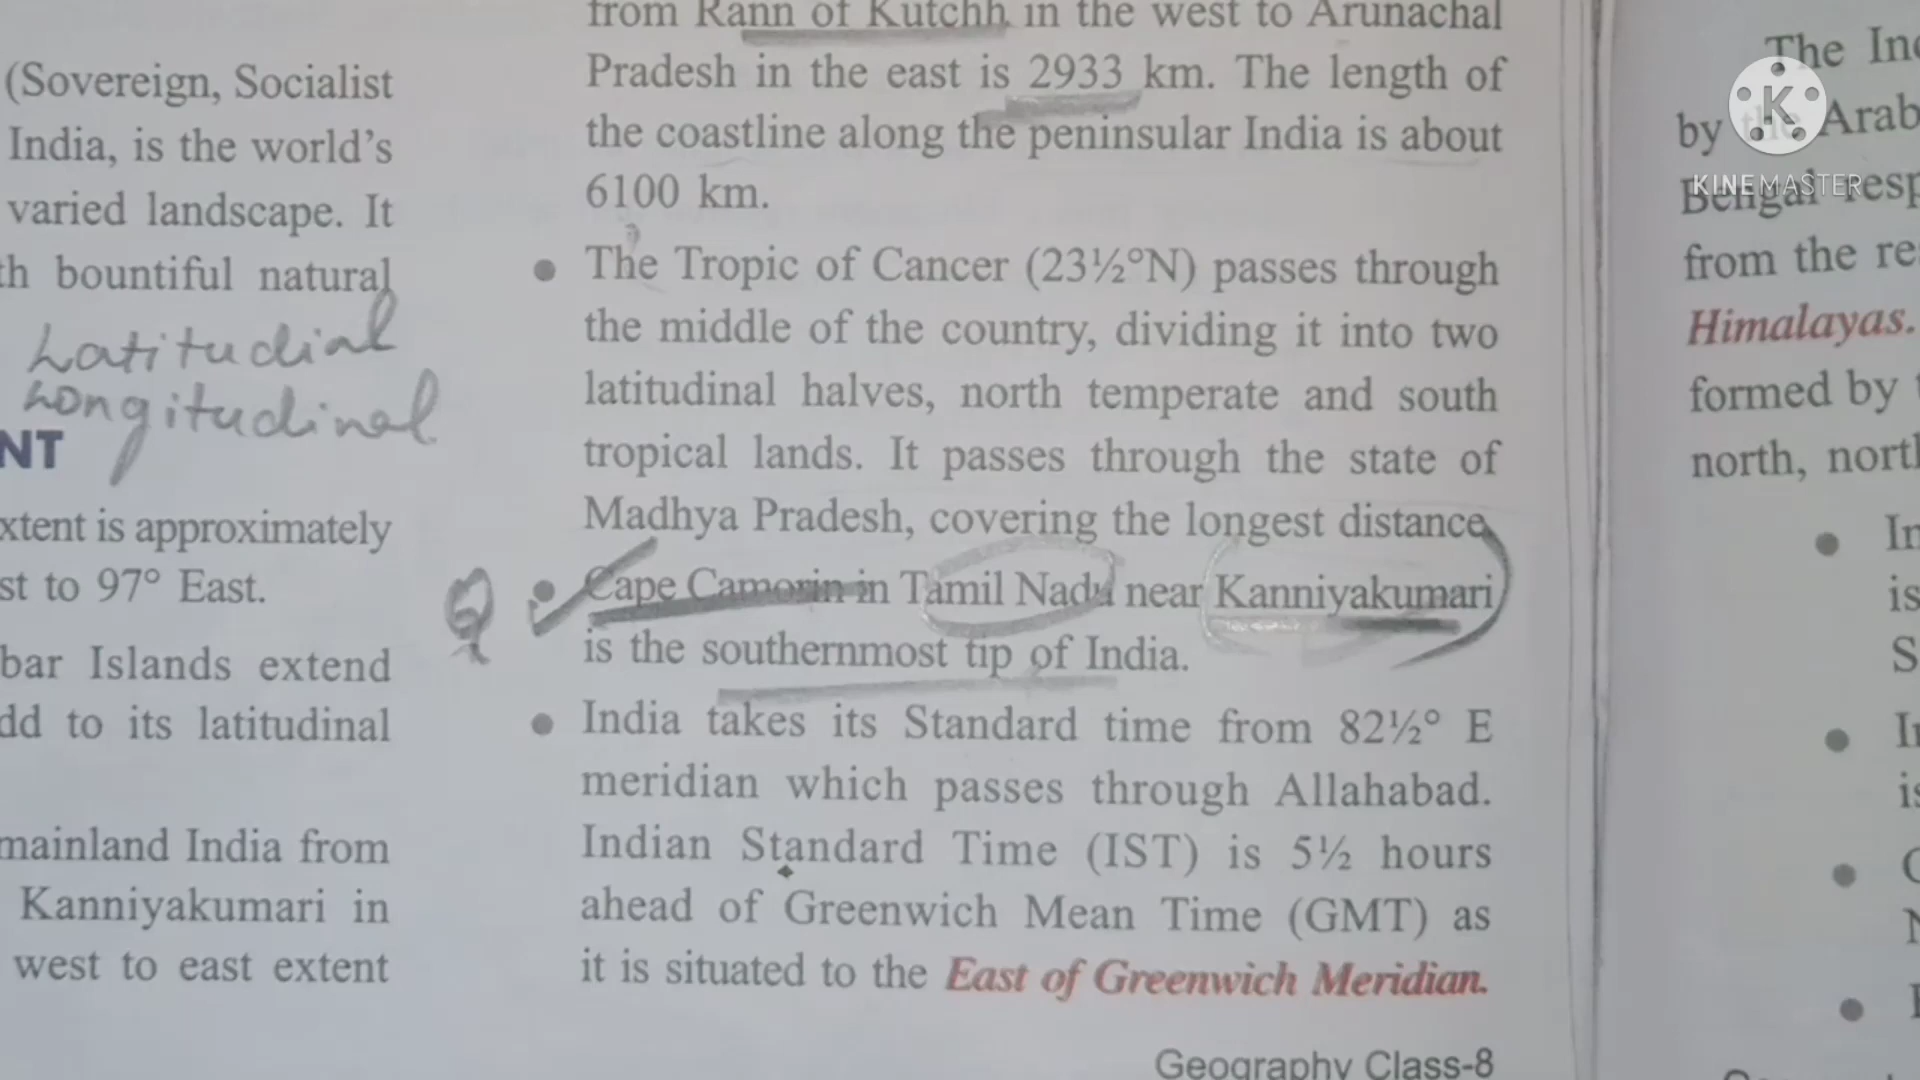 (Sovereign, Socialist
India, is the world's
varied landscape. It
th bountiful natural
Latitudial
Longitudinal
NT
xtent is approximately
st to 97° East.
bar Islands extend
dd to its latitudinal
mainland India from
Kanniyakumari in
west to east extent
from Rann of Kutchh in the west to Arunachal
Pradesh in the east is 2933 km. The length of
the coastline along the peninsular India is about
6100 km.
● The Tropic of Cancer (23½°N) passes through
the middle of the country, dividing it into two
latitudinal halves, north temperate and south
tropical lands. It passes through the state of
Madhya Pradesh, covering the longest distance
Q ● Cape Camorin in Tamil Nadu near Kanniyakumari
is the southernmost tip of India.
● India takes its Standard time from 82½° E
meridian which passes through Allahabad.
Indian Standard Time (IST) is 5½ hours
ahead of Greenwich Mean Time (GMT) as
it is situated to the East of Greenwich Meridian.
Geography Class-8
The Ind
by the Arab
Bengal resp
from the re
Himalayas.
formed by
north, north
● In
is
S
● In
is
●
N
●
K
KINEMASTER